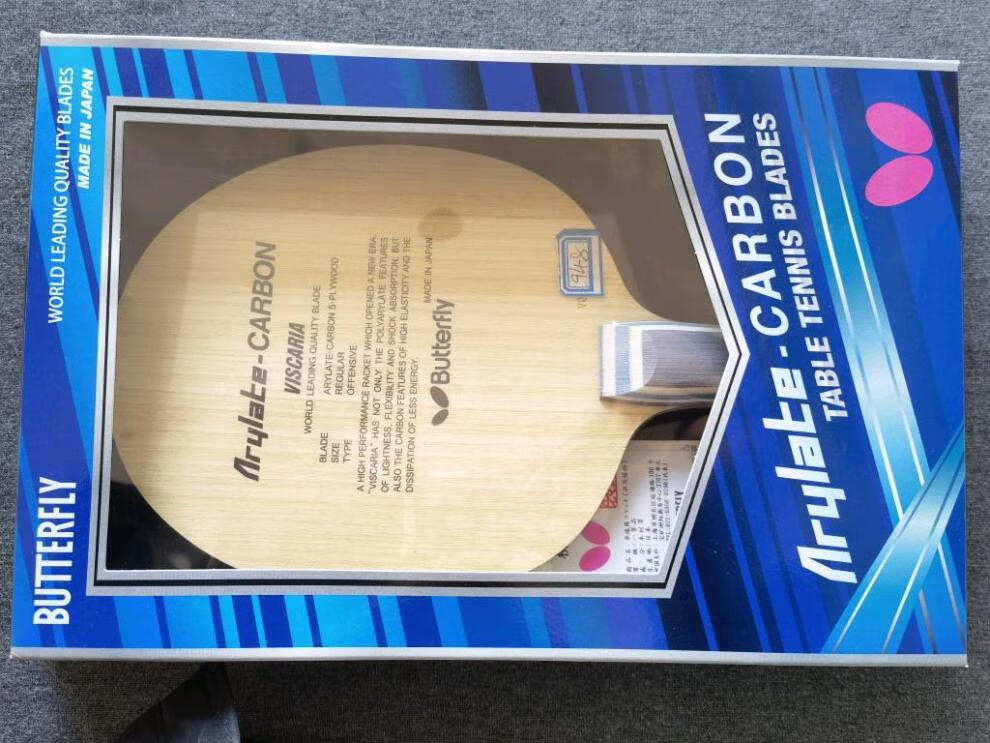 BUTTERFLY
WORLD LEADING QUALITY BLADES
MADE IN JAPAN
Arylate-CARBON
VISCARIA
WORLD LEADING QUALITY BLADE
BLADE ARYLATE-CARBON 5-PLYWOOD
SIZE REGULAR
TYPE OFFENSIVE
A HIGH PERFORMANCE RACKET WHICH OPENED A NEW ERA.
"VISCARIA" HAS NOT ONLY THE POLYARYLATE FEATURES
OF LIGHTNESS, FLEXIBILITY AND SHOCK ABSORPTION, BUT
ALSO THE CARBON FEATURES OF HIGH ELASTICITY AND THE
DISSIPATION OF LESS ENERGY.
MADE IN JAPAN
Butterfly
94.8
Arylate-CARBON
TABLE TENNIS BLADES